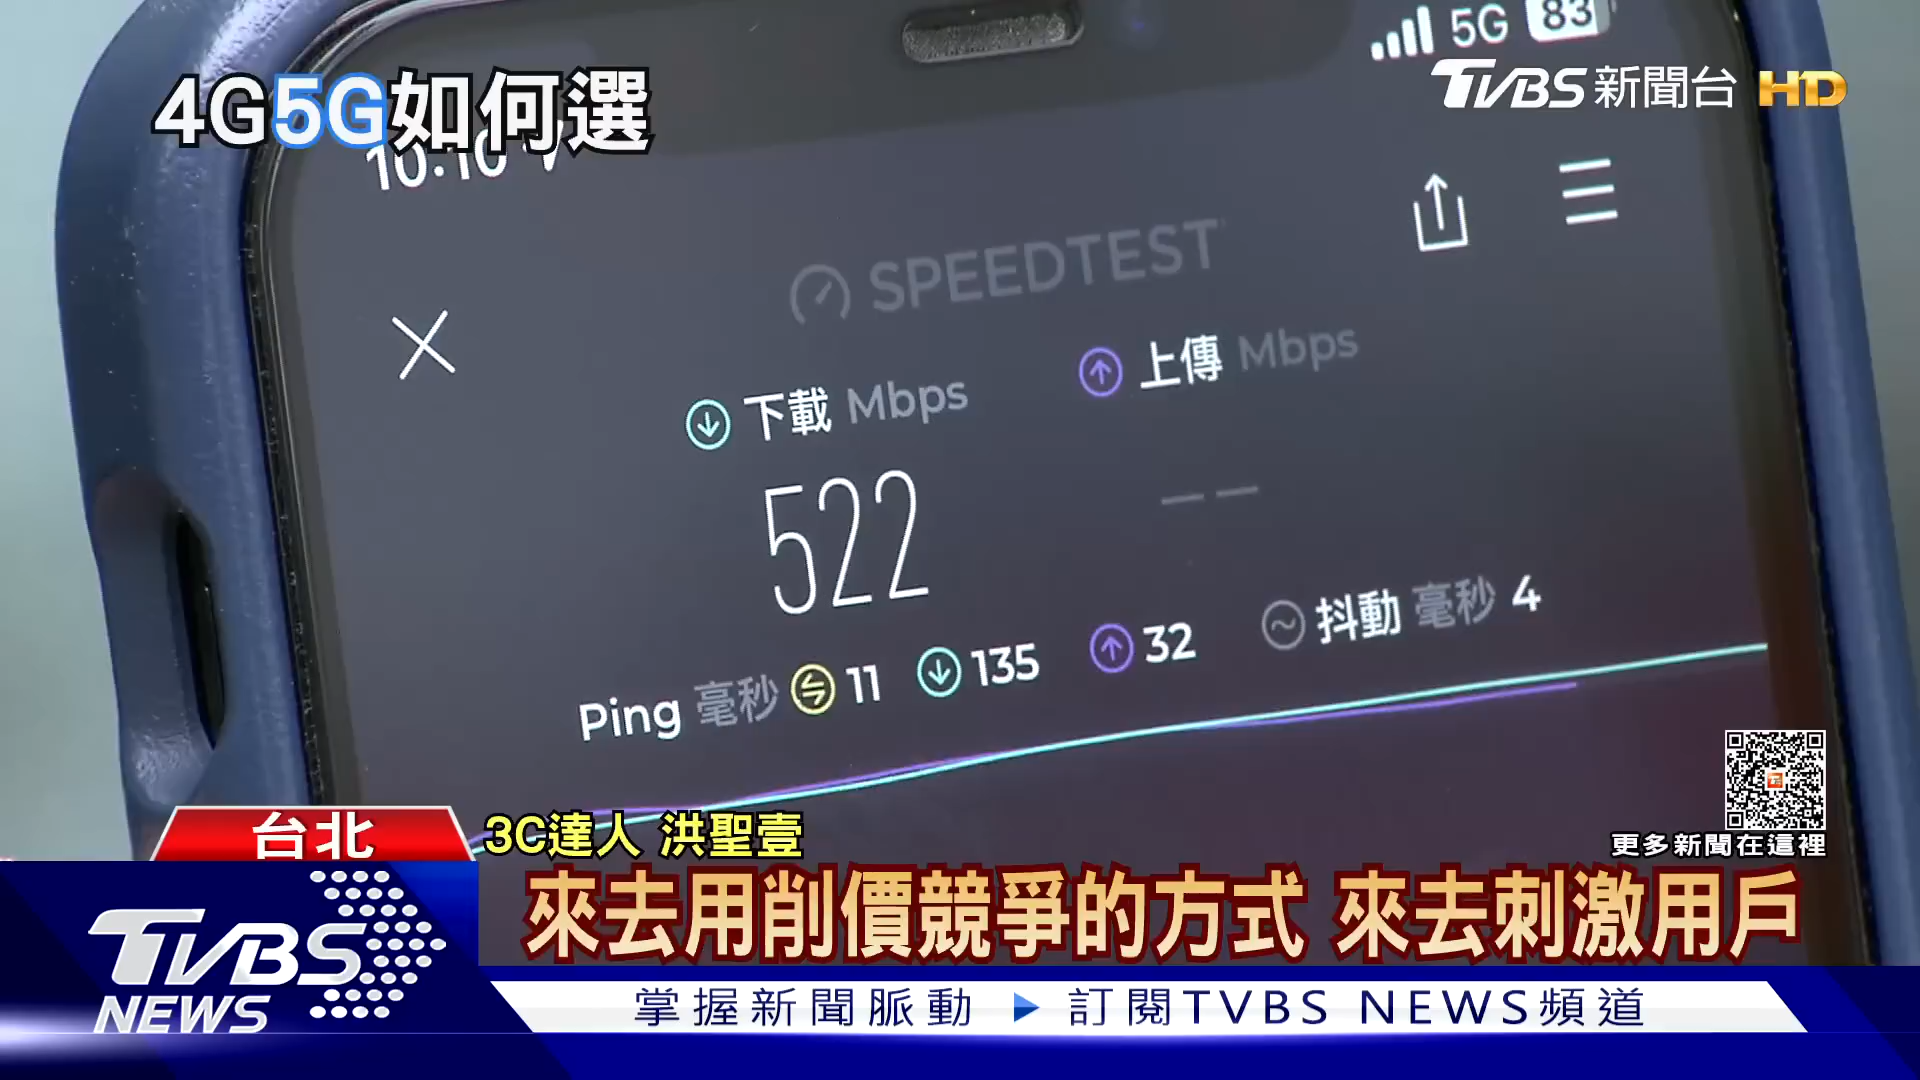 4G5G如何選
5G 83
TVBS新聞台 HD
10:10
SPEEDTEST
下載 Mbps
上傳 Mbps
522
— —
Ping 毫秒 11 135 32 抖動 毫秒 4
更多新聞在這裡
台北
3C達人 洪聖壹
來去用削價競爭的方式 來去刺激用戶
TVBS NEWS
掌握新聞脈動 ▶ 訂閱TVBS NEWS頻道